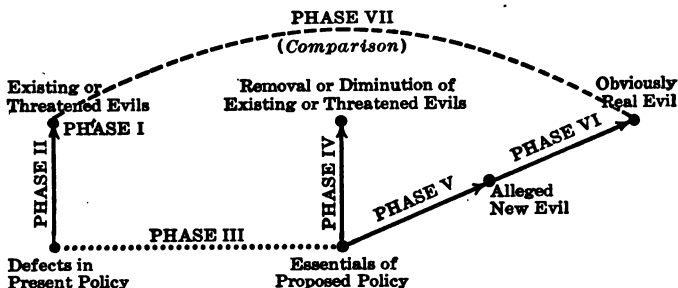 PHASE VII
(Comparison)
Existing or
Threatened Evils
Removal or Diminution of
Existing or Threatened Evils
Obviously
Real Evil
PHASE I
PHASE II
PHASE IV
PHASE VI
PHASE V
Alleged
New Evil
PHASE III
Defects in
Present Policy
Essentials of
Proposed Policy